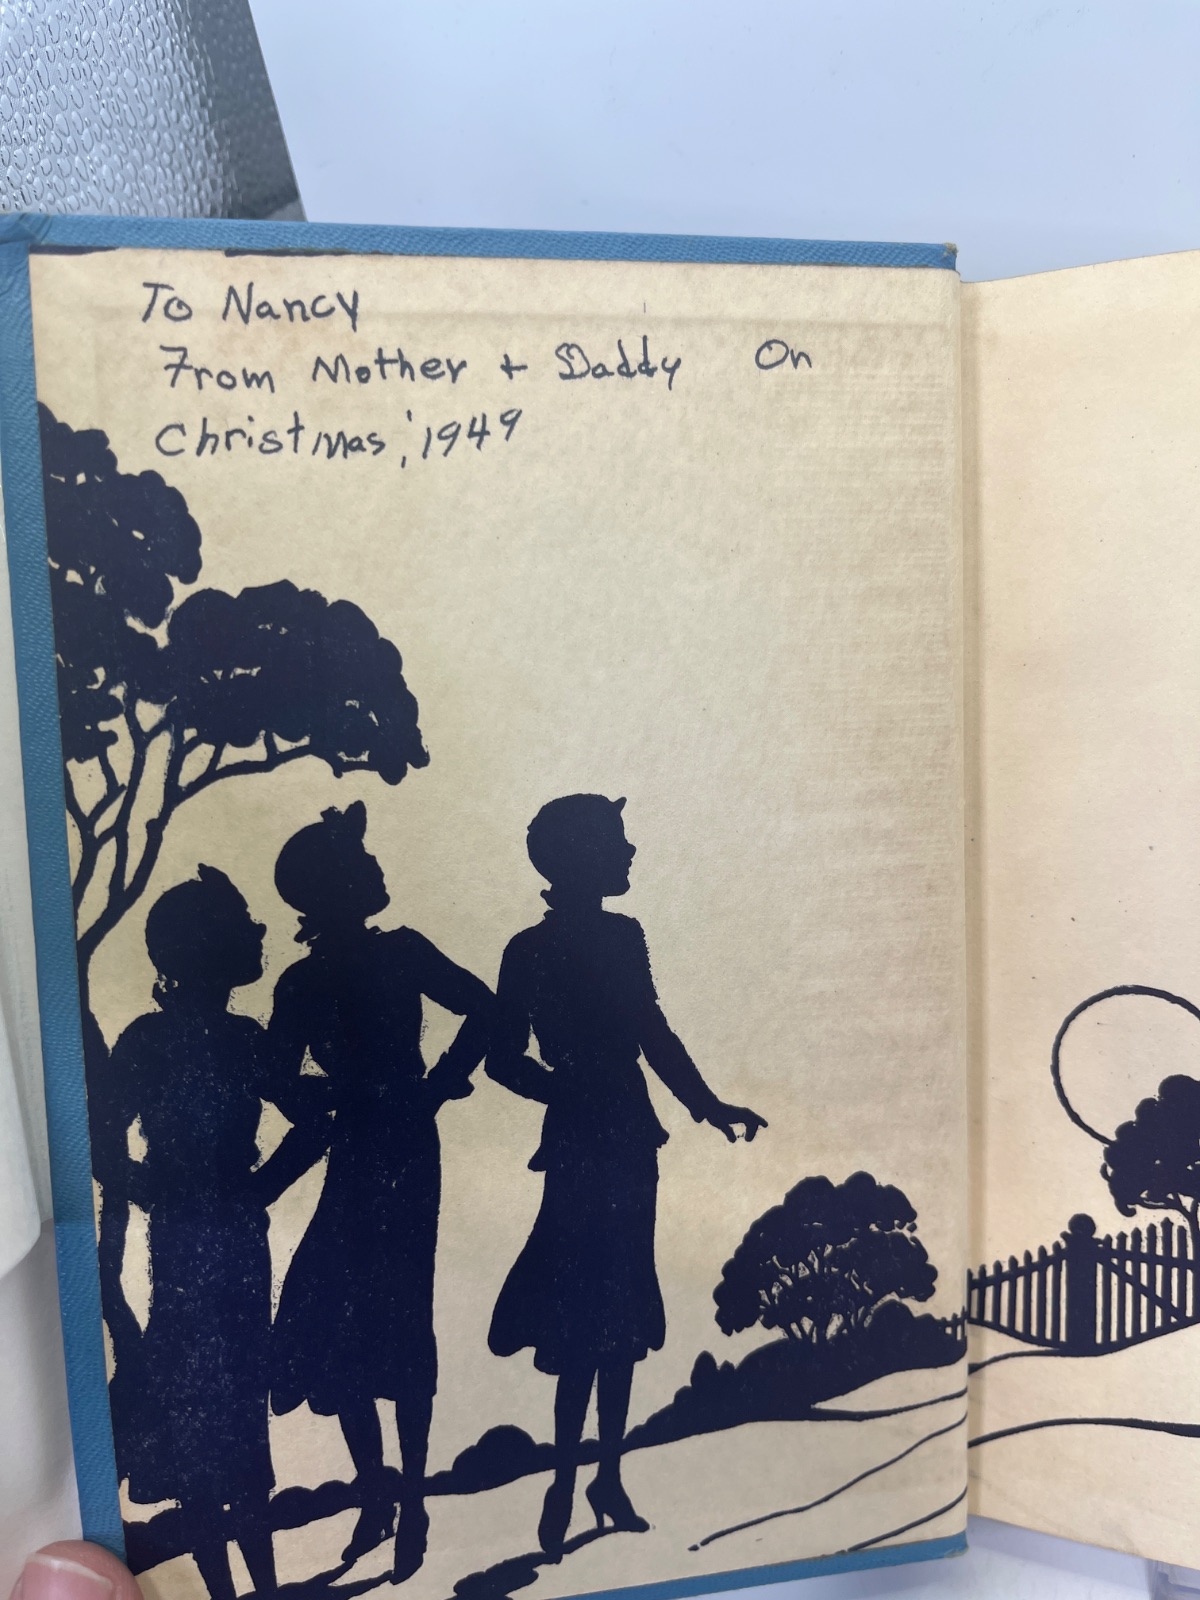 To Nancy
From Mother + Daddy On
Christmas, 1949